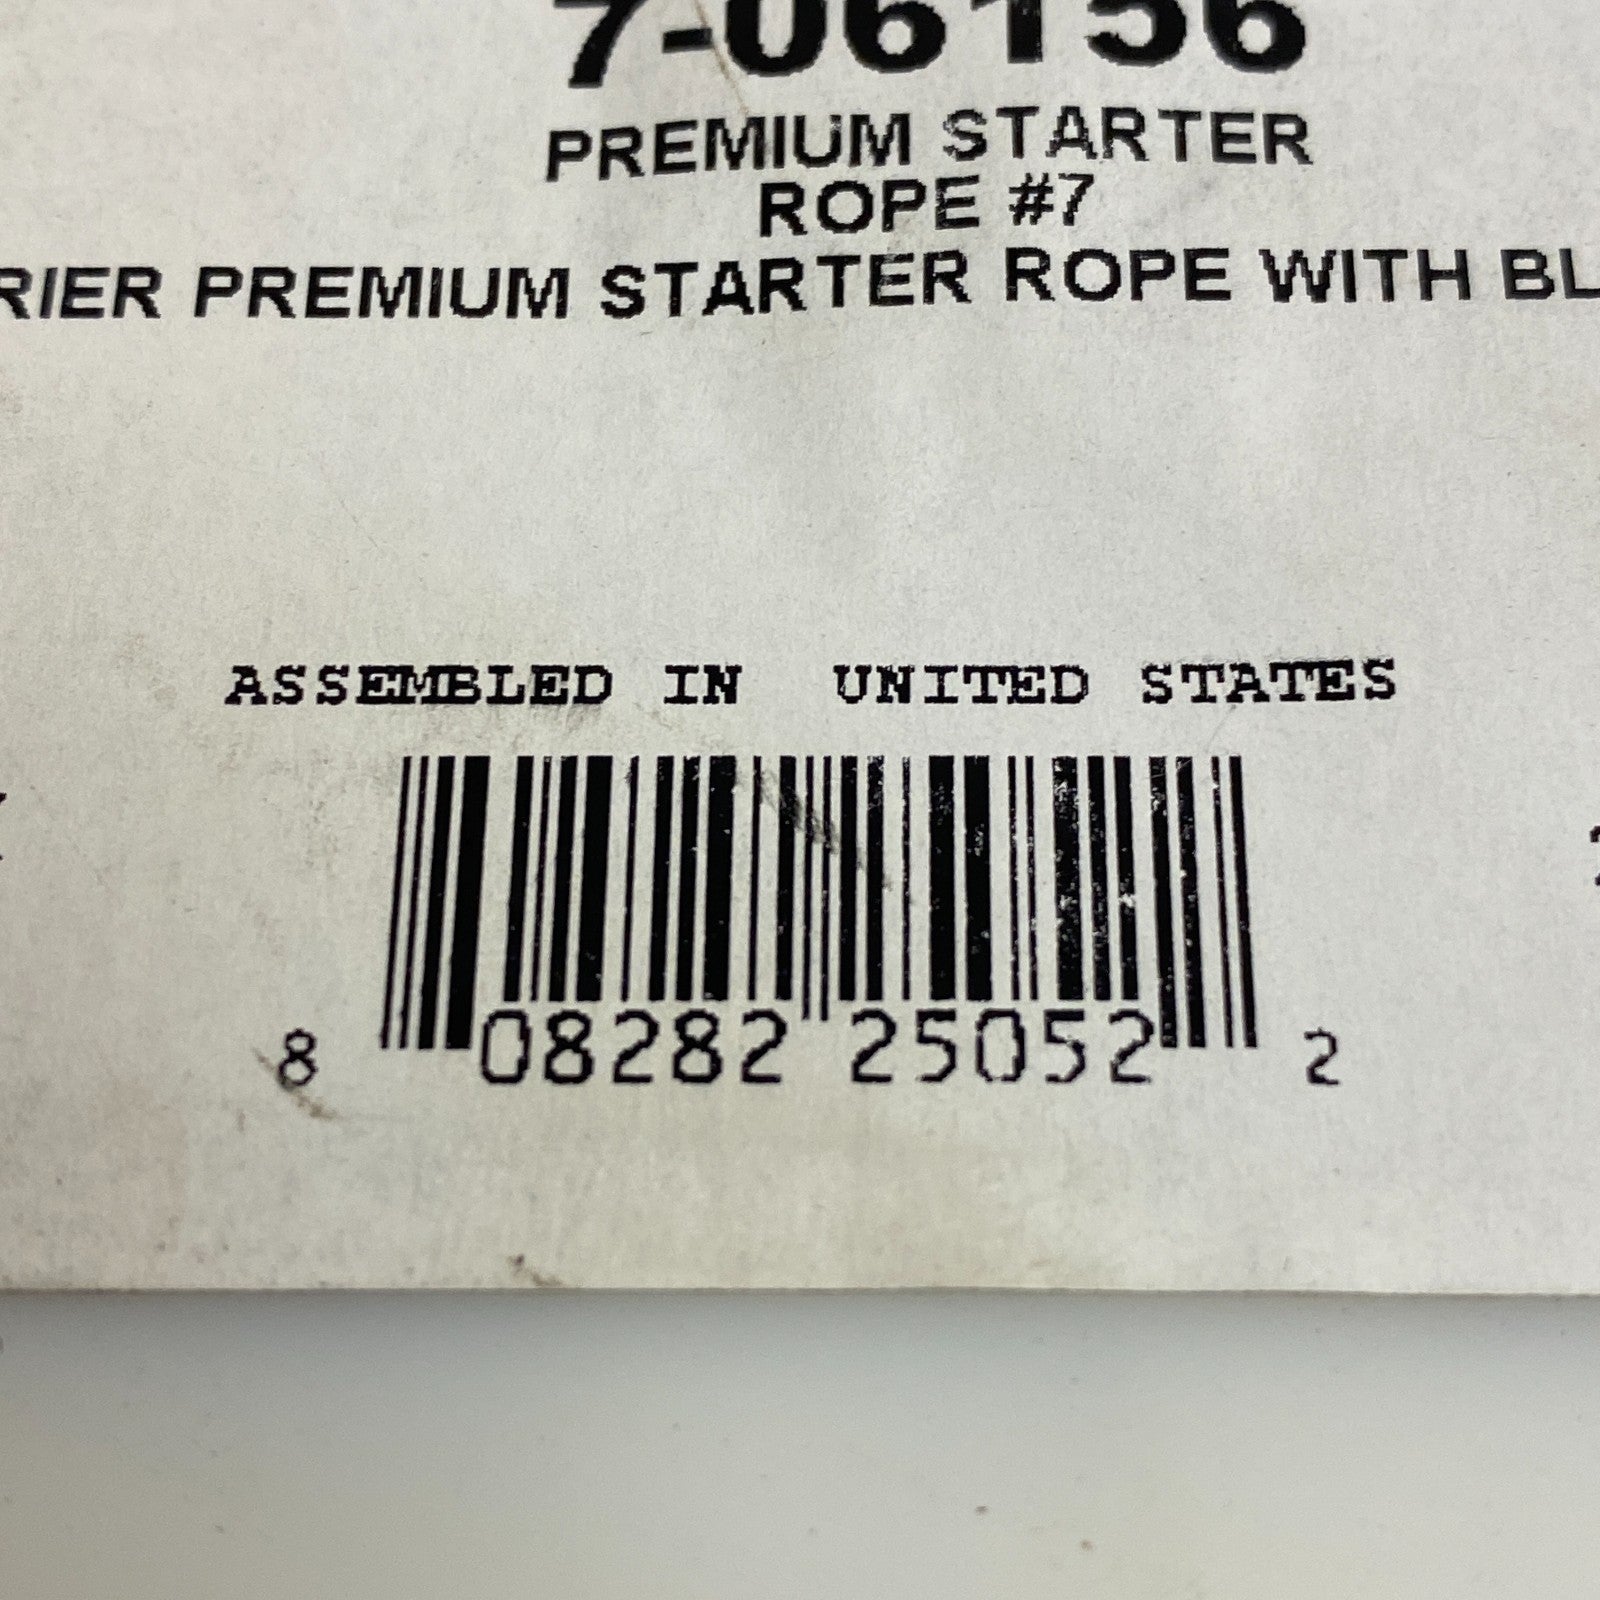 7-06156
PREMIUM STARTER
ROPE #7
RIER PREMIUM STARTER ROPE WITH BL
ASSEMBLED IN UNITED STATES
8 08282 25052 2